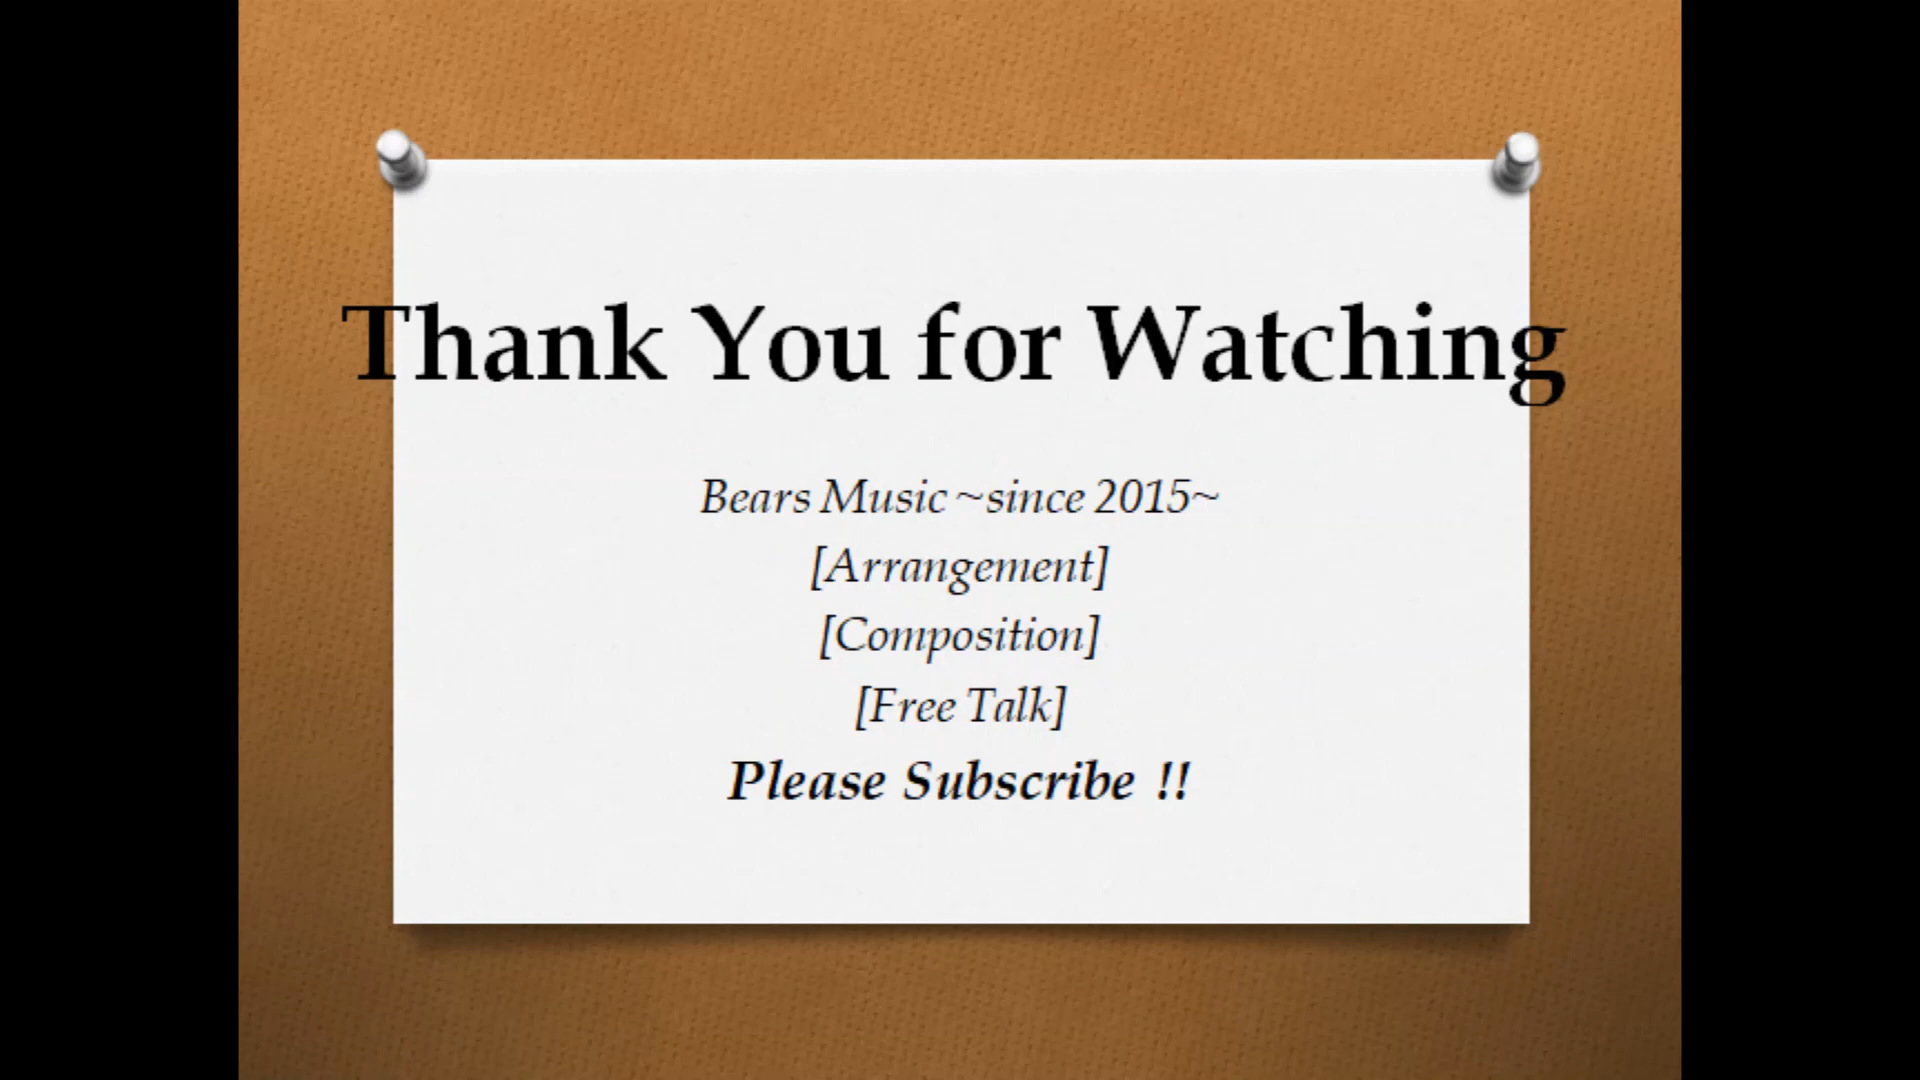 Thank You for Watching
Bears Music ~since 2015~
[Arrangement]
[Composition]
[Free Talk]
Please Subscribe !!